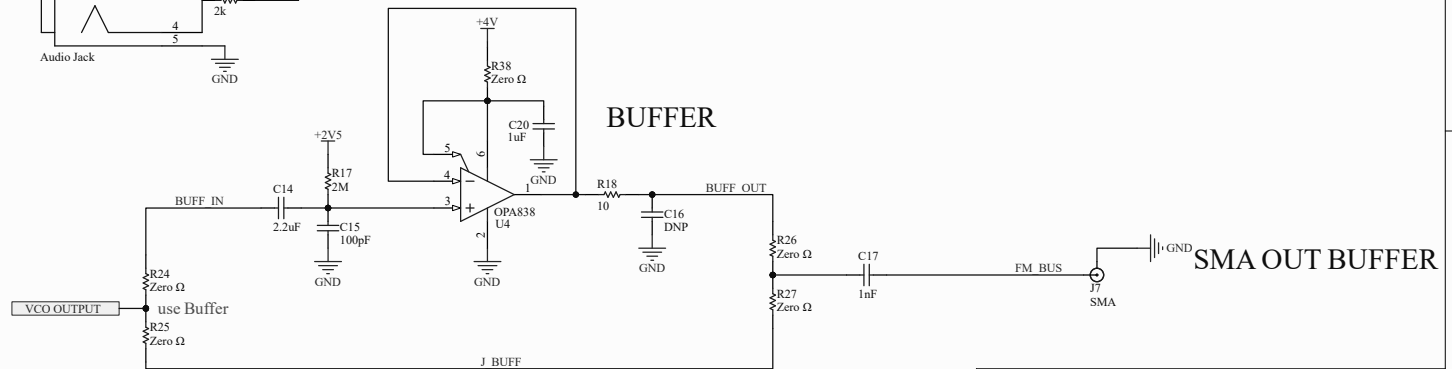 2k
4
5
Audio Jack
GND
+4V
R38
Zero Ω
BUFFER
C20
1uF
GND
+2V5
R17
2M
5
6
4
3
1
2
OPA838
U4
GND
BUFF_IN
C14
2.2uF
C15
100pF
GND
R18
10
C16
DNP
GND
BUFF_OUT
R24
Zero Ω
VCO OUTPUT
use Buffer
R25
Zero Ω
J_BUFF
R26
Zero Ω
R27
Zero Ω
C17
1nF
FM_BUS
J7
SMA
GND
SMA OUT BUFFER